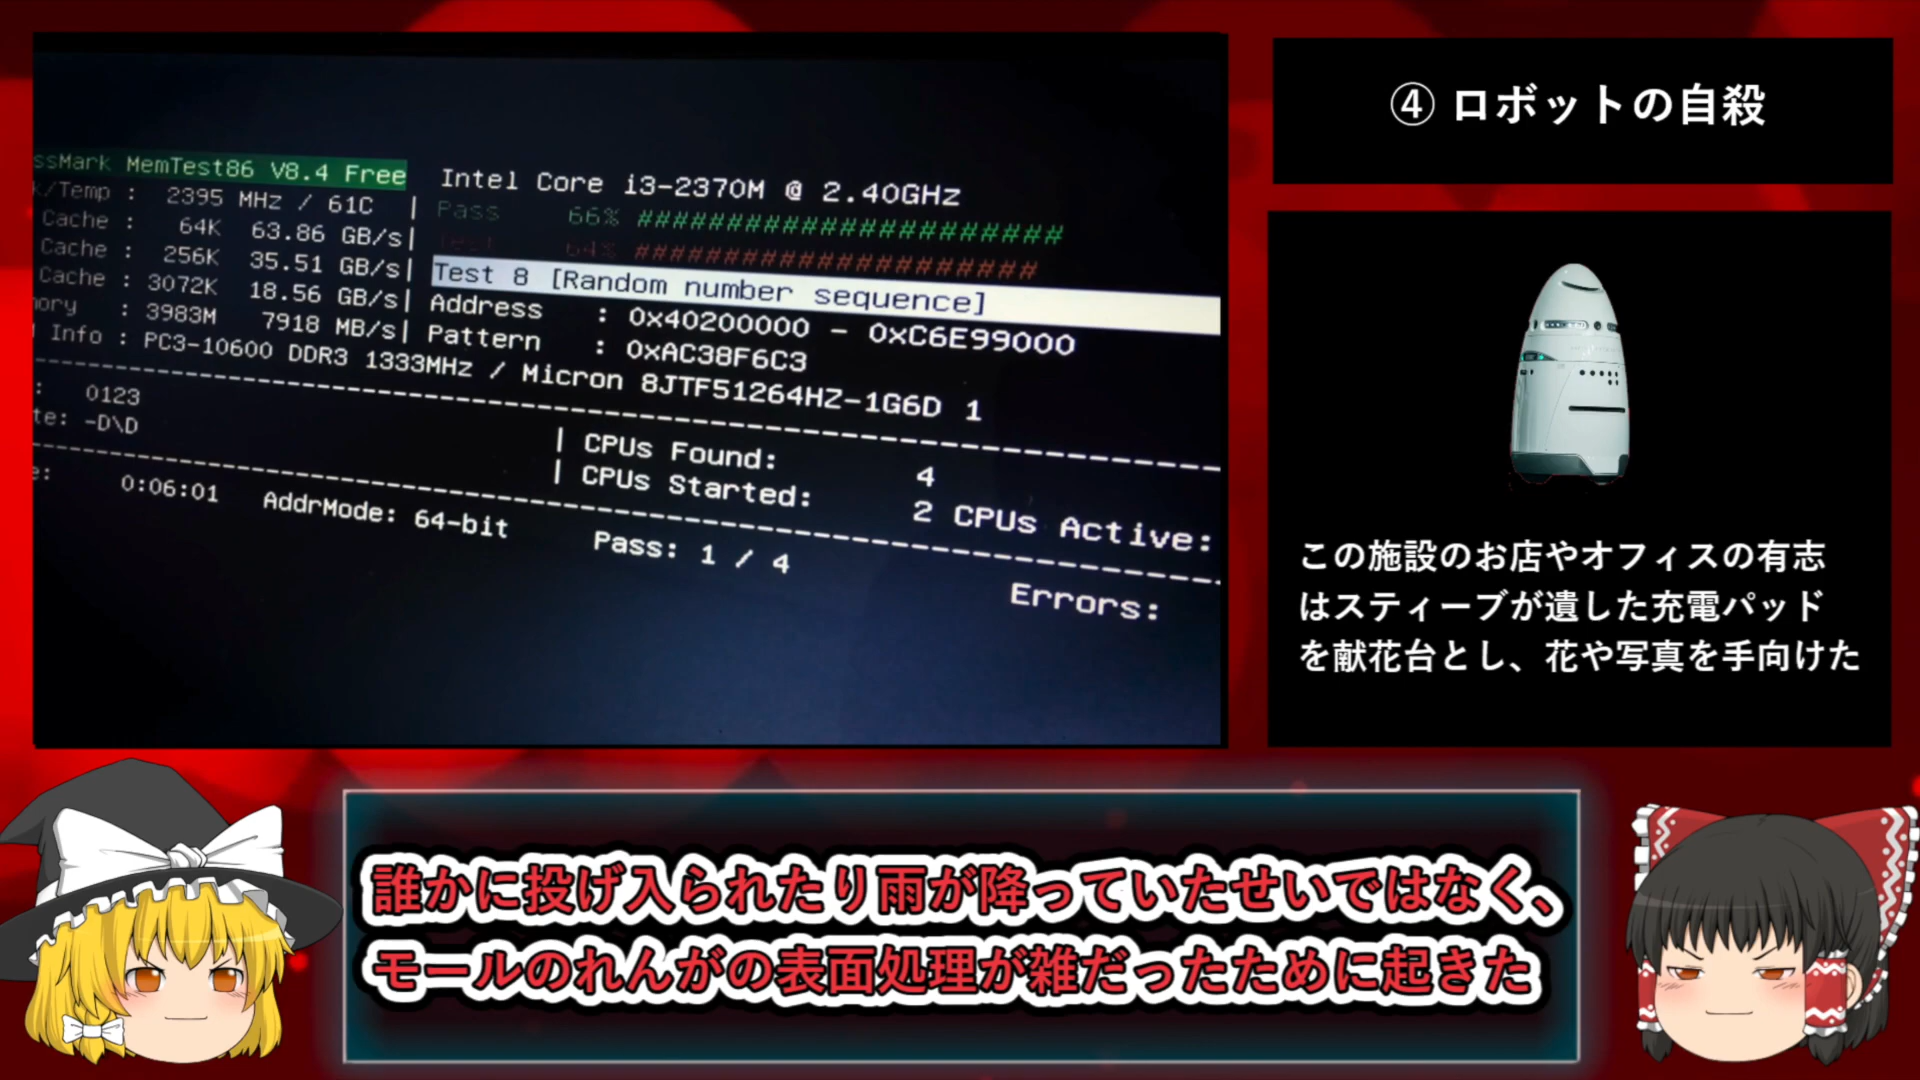 ssMark MemTest86 V8.4 Free
Intel Core i3-2370M @ 2.40GHz
k/Temp : 2395 MHz / 61C |
Pass 66% #######################
Cache : 64K 63.86 GB/s|
Test 64% ######################
Cache : 256K 35.51 GB/s|
Test 8 [Random number sequence]
Cache : 3072K 18.56 GB/s|
Address : 0x40200000 - 0xC6E99000
ory : 3983M 7918 MB/s|
Pattern : 0xAC38F6C3
Info : PC3-10600 DDR3 1333MHz / Micron 8JTF51264HZ-1G6D 1
: 0123
| CPUs Found: 4
te: -D\D
| CPUs Started: 2 CPUs Active:
e: 0:06:01 AddrMode: 64-bit Pass: 1 / 4 Errors:
④ ロボットの自殺
この施設のお店やオフィスの有志
はスティーブが遺した充電パッド
を献花台とし、花や写真を手向けた
誰かに投げ入られたり雨が降っていたせいではなく、
モールのれんがの表面処理が雑だったために起きた